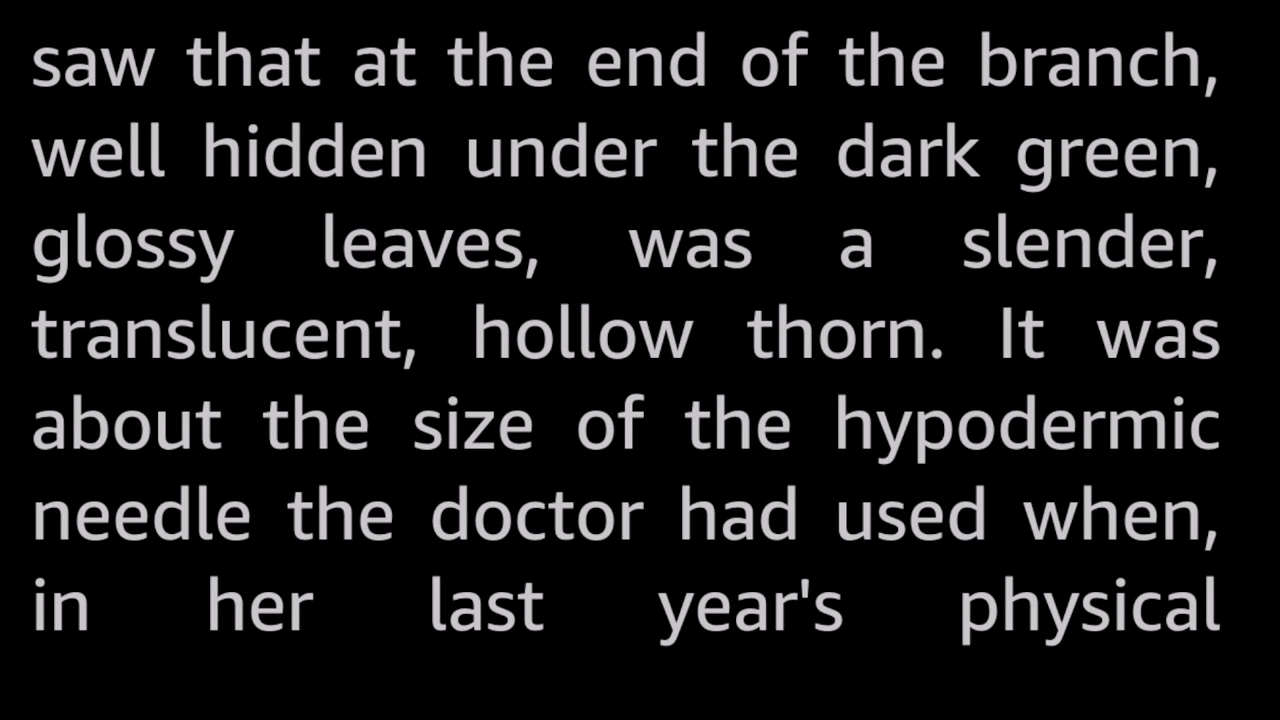 saw that at the end of the branch,
well hidden under the dark green,
glossy leaves, was a slender,
translucent, hollow thorn. It was
about the size of the hypodermic
needle the doctor had used when,
in her last year's physical